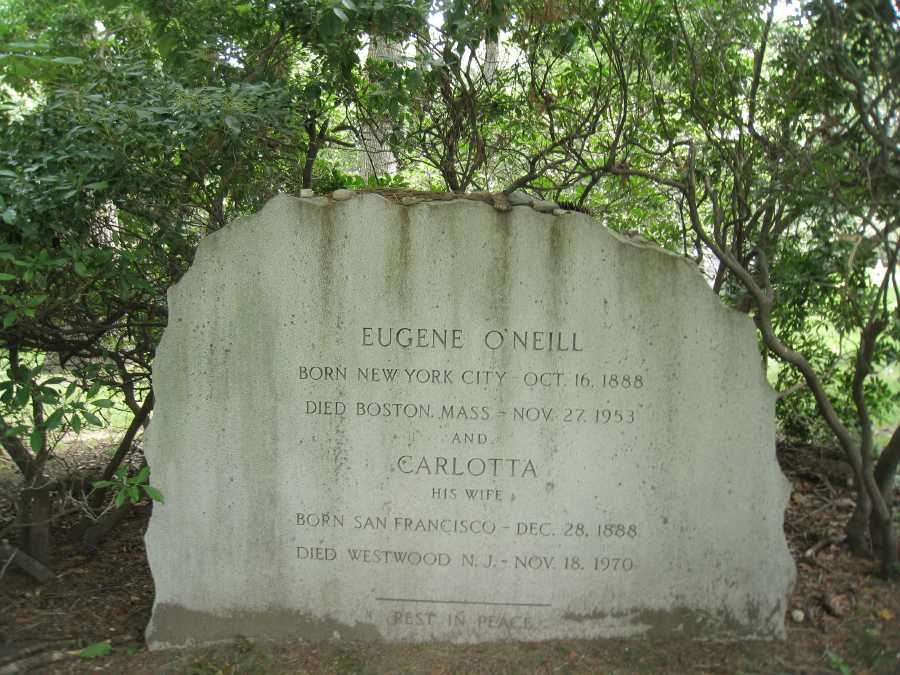 EUGENE O'NEILL
BORN NEW YORK CITY - OCT. 16, 1888
DIED BOSTON, MASS - NOV. 27, 1953
AND
CARLOTTA
HIS WIFE
BORN SAN FRANCISCO - DEC. 28, 1888
DIED WESTWOOD N. J. - NOV. 18, 1970
REST IN PEACE